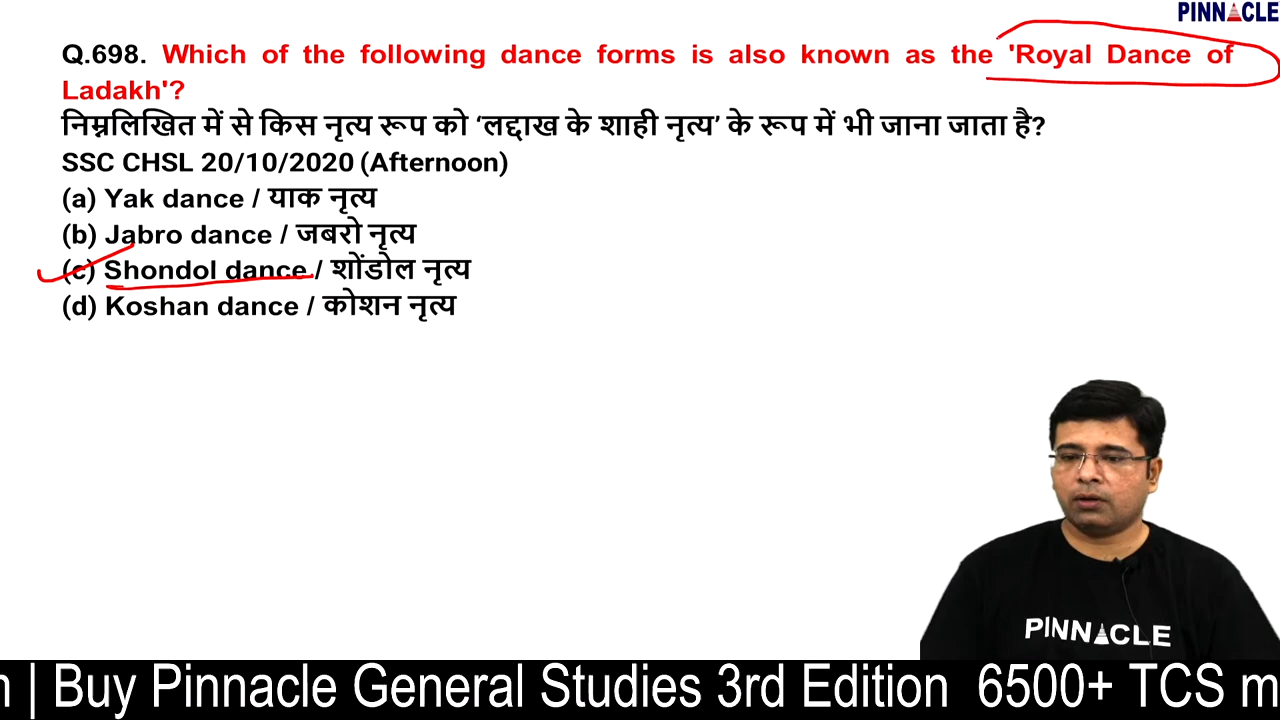 PINNACLE
Q.698. Which of the following dance forms is also known as the 'Royal Dance of
Ladakh'?
निम्नलिखित में से किस नृत्य रूप को ‘लद्दाख के शाही नृत्य’ के रूप में भी जाना जाता है?
SSC CHSL 20/10/2020 (Afternoon)
(a) Yak dance / याक नृत्य
(b) Jabro dance / जबरो नृत्य
(c) Shondol dance / शोंडोल नृत्य
(d) Koshan dance / कोशन नृत्य
PINNACLE
n | Buy Pinnacle General Studies 3rd Edition 6500+ TCS m